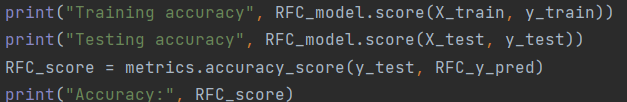 print("Training accuracy", RFC_model.score(X_train, y_train))
print("Testing accuracy", RFC_model.score(X_test, y_test))
RFC_score = metrics.accuracy_score(y_test, RFC_y_pred)
print("Accuracy:", RFC_score)